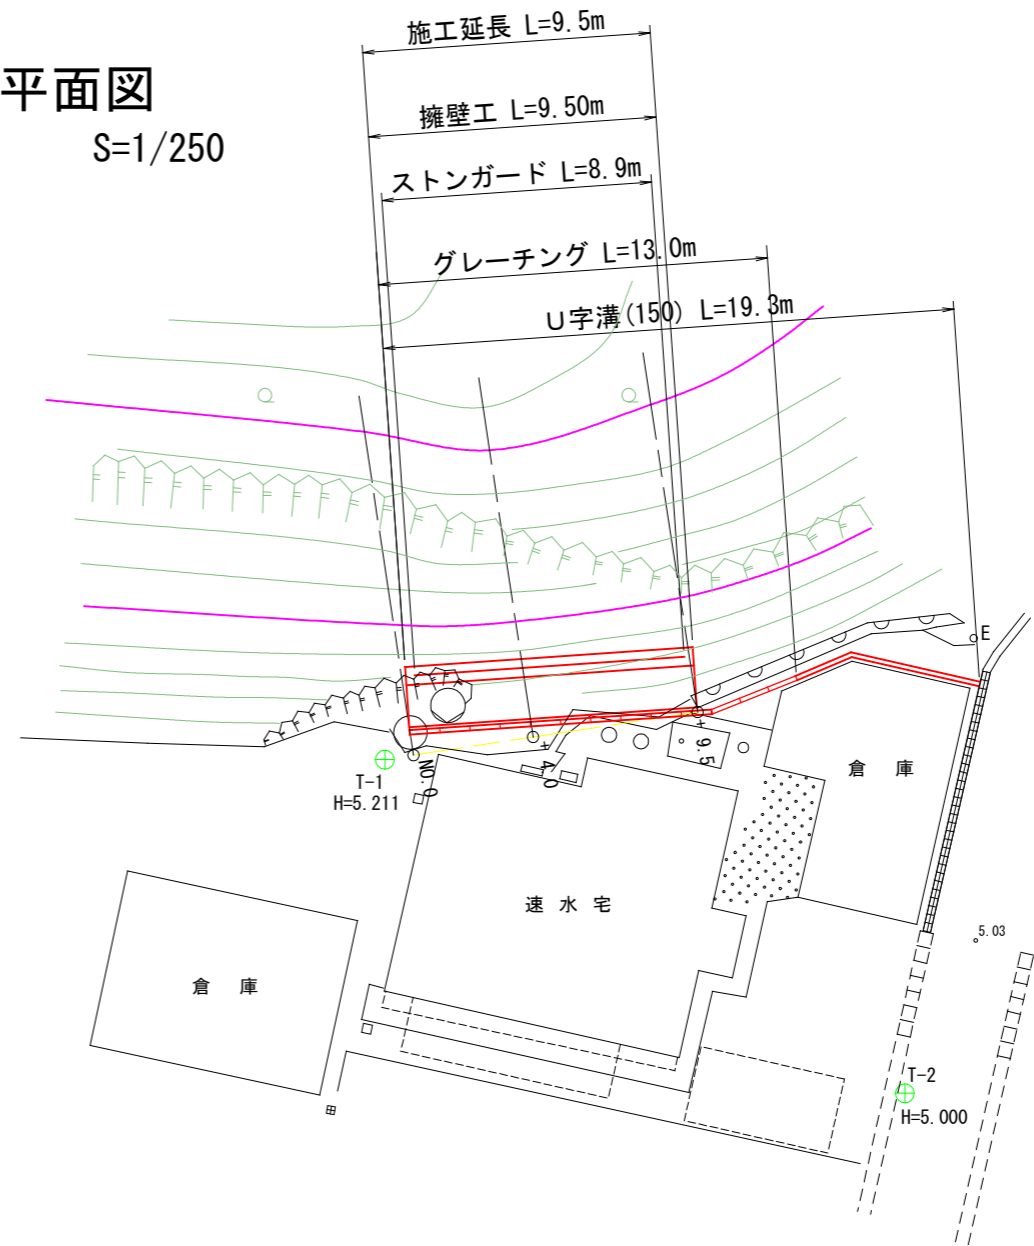 平面図
S=1/250
施工延長 L=9.5m
擁壁工 L=9.50m
ストンガード L=8.9m
グレーチング L=13.0m
U字溝(150) L=19.3m
E
T-1
H=5.211
NO.0
+4.0
+9.5
倉 庫
速 水 宅
倉 庫
5.03
T-2
H=5.000